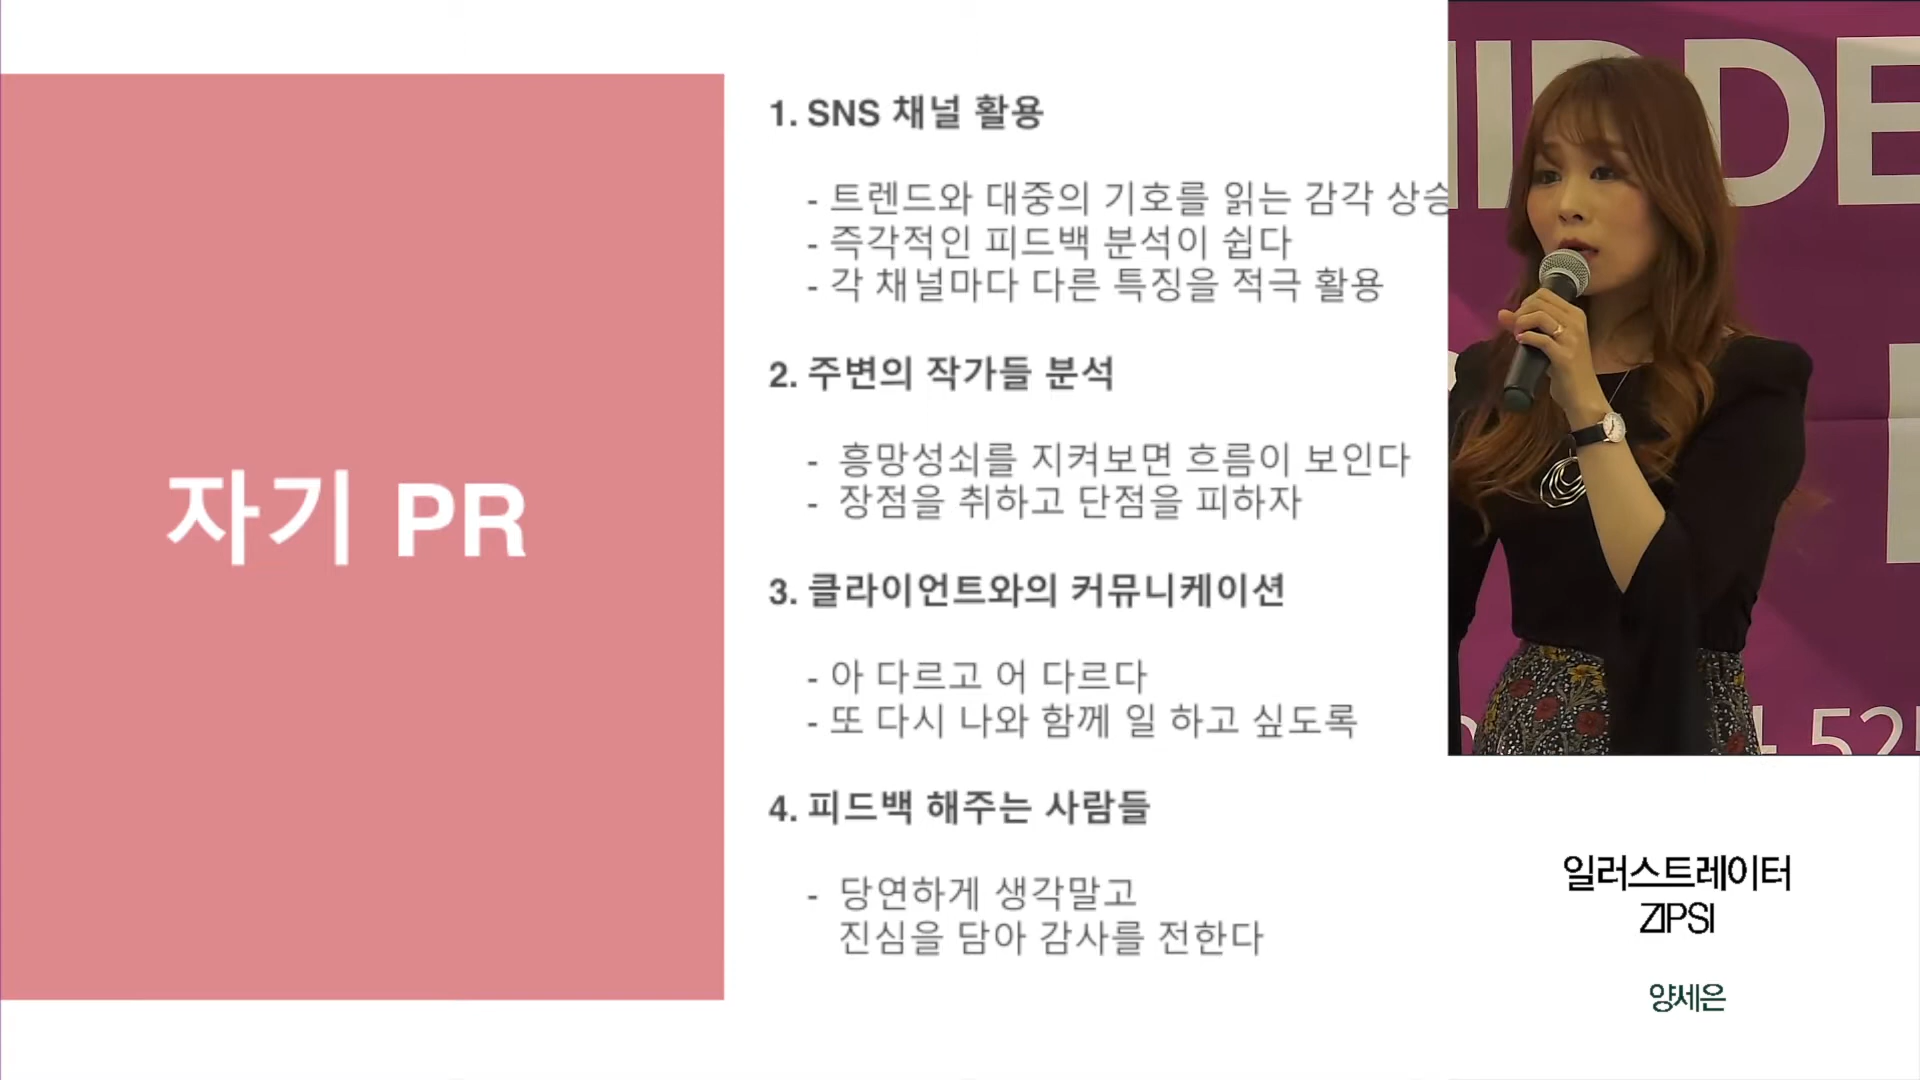 자기 PR
1. SNS 채널 활용
- 트렌드와 대중의 기호를 읽는 감각 상승
- 즉각적인 피드백 분석이 쉽다
- 각 채널마다 다른 특징을 적극 활용
2. 주변의 작가들 분석
- 흥망성쇠를 지켜보면 흐름이 보인다
- 장점을 취하고 단점을 피하자
3. 클라이언트와의 커뮤니케이션
- 아 다르고 어 다르다
- 또 다시 나와 함께 일 하고 싶도록
4. 피드백 해주는 사람들
- 당연하게 생각말고
진심을 담아 감사를 전한다
일러스트레이터
ZIPSI
양세은